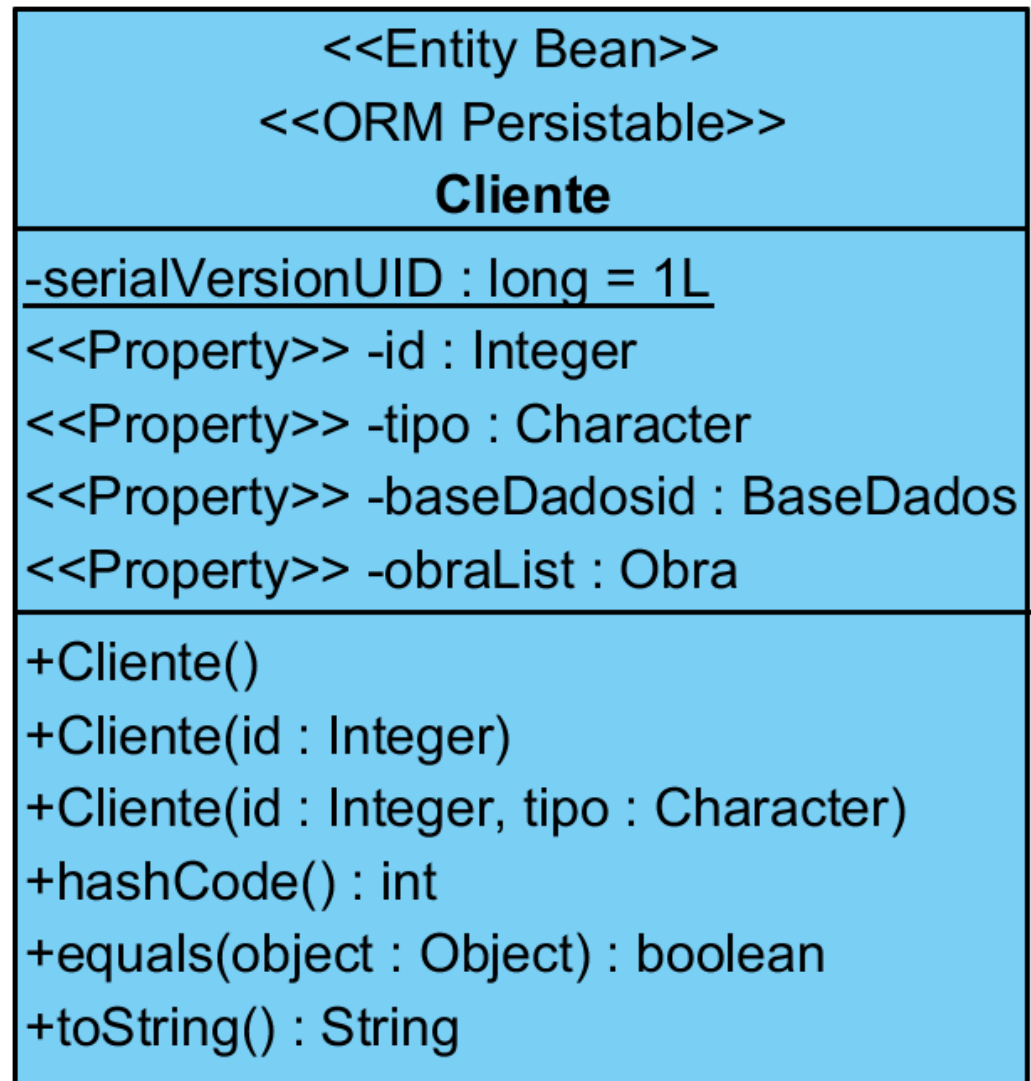 <<Entity Bean>>
<<ORM Persistable>>
Cliente
-serialVersionUID : long = 1L
<<Property>> -id : Integer
<<Property>> -tipo : Character
<<Property>> -baseDadosid : BaseDados
<<Property>> -obraList : Obra
+Cliente()
+Cliente(id : Integer)
+Cliente(id : Integer, tipo : Character)
+hashCode() : int
+equals(object : Object) : boolean
+toString() : String